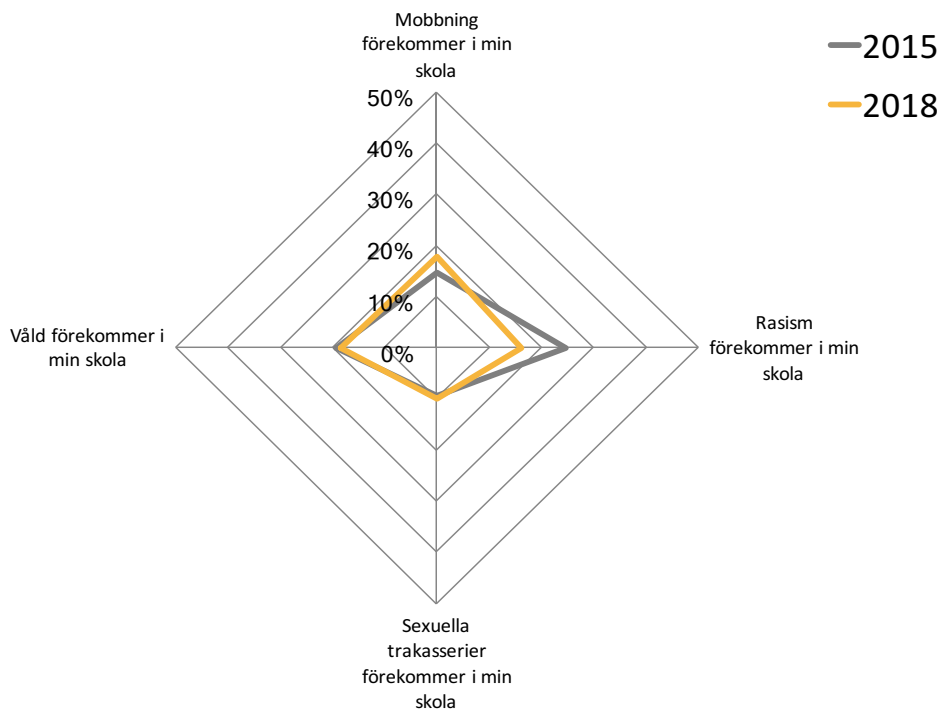 Mobbning
förekommer i min
skola
2015
2018
50%
40%
30%
20%
10%
0%
Våld förekommer i
min skola
Rasism
förekommer i min
skola
Sexuella
trakasserier
förekommer i min
skola